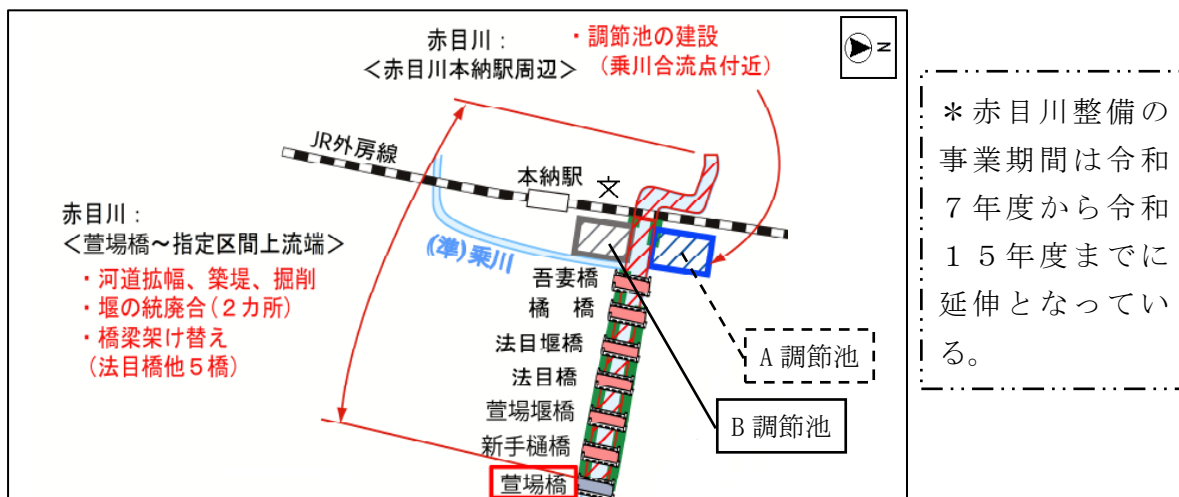 赤目川：
＜赤目川本納駅周辺＞
・調節池の建設
（乗川合流点付近）
N
JR外房線
本納駅
文
赤目川：
＜萱場橋～指定区間上流端＞
・河道拡幅、築堤、掘削
・堰の統廃合（2カ所）
・橋梁架け替え
（法目橋他5橋）
(準)乗川
吾妻橋
橘　橋
法目堰橋
法目橋
萱場堰橋
新手樋橋
萱場橋
A 調節池
B 調節池
＊赤目川整備の
事業期間は令和
７年度から令和
１５年度までに
延伸となってい
る。